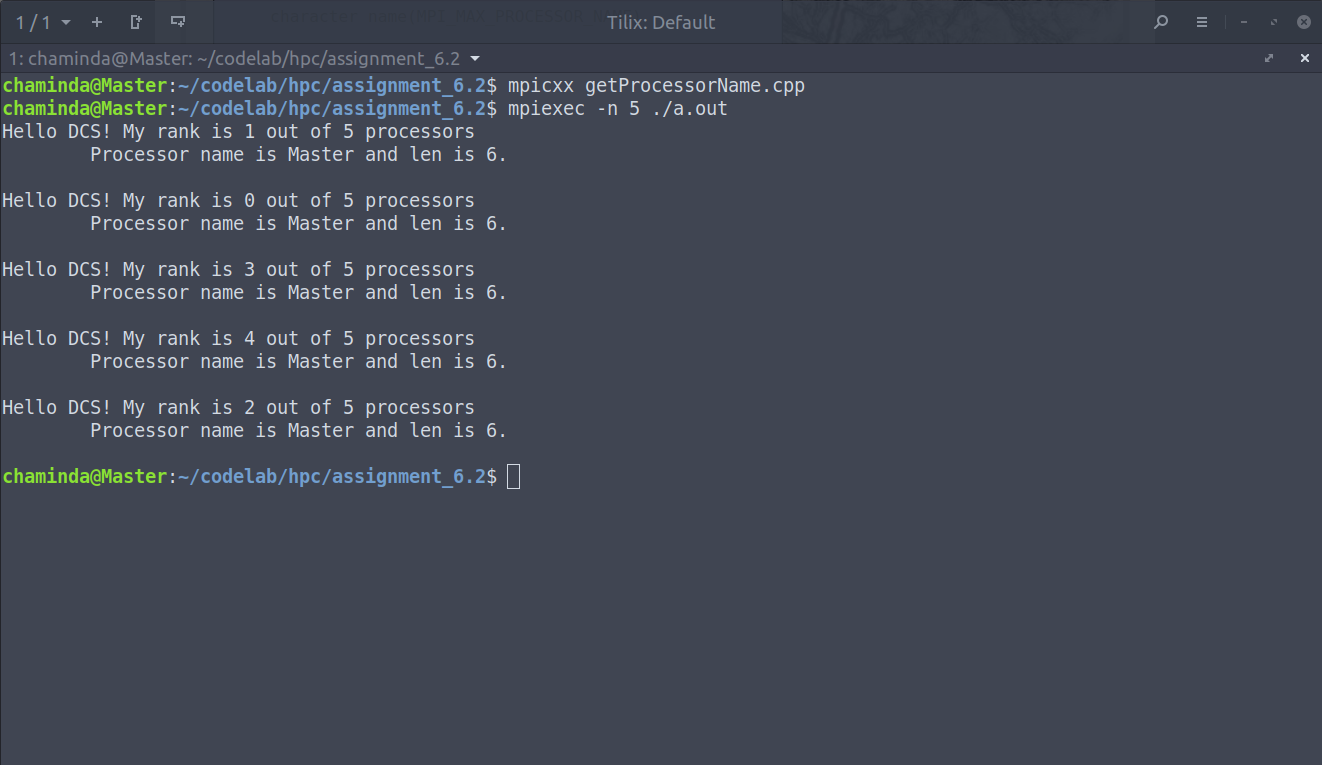 1 / 1
Tilix: Default
1: chaminda@Master: ~/codelab/hpc/assignment_6.2
chaminda@Master:~/codelab/hpc/assignment_6.2$ mpicxx getProcessorName.cpp
chaminda@Master:~/codelab/hpc/assignment_6.2$ mpiexec -n 5 ./a.out
Hello DCS! My rank is 1 out of 5 processors
Processor name is Master and len is 6.
Hello DCS! My rank is 0 out of 5 processors
Processor name is Master and len is 6.
Hello DCS! My rank is 3 out of 5 processors
Processor name is Master and len is 6.
Hello DCS! My rank is 4 out of 5 processors
Processor name is Master and len is 6.
Hello DCS! My rank is 2 out of 5 processors
Processor name is Master and len is 6.
chaminda@Master:~/codelab/hpc/assignment_6.2$